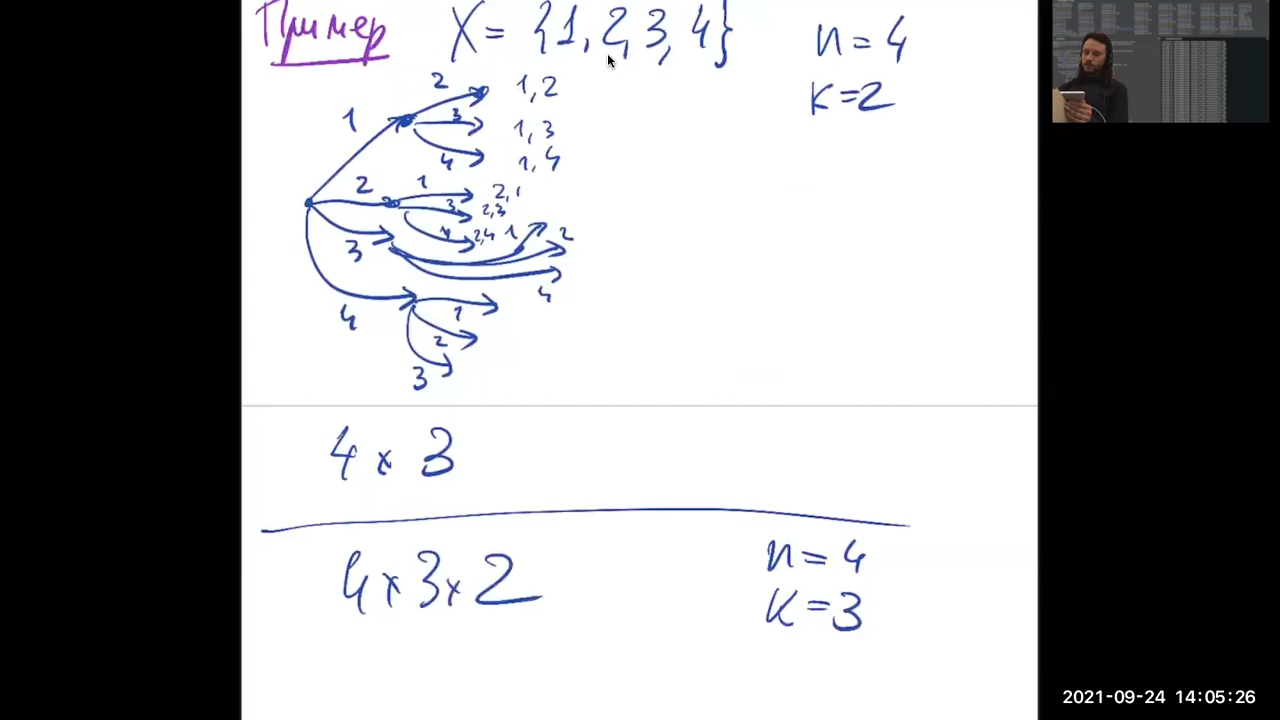 Пример X = {1, 2, 3, 4} n = 4
k = 2
2 1, 2
1 3 1, 3
4 1, 4
2 1 2, 1
3 2, 3
3 4 2,4 1 2
4
4 1
2
3
4 x 3
4 x 3 x 2 n = 4
K = 3
2021-09-24 14:05:26